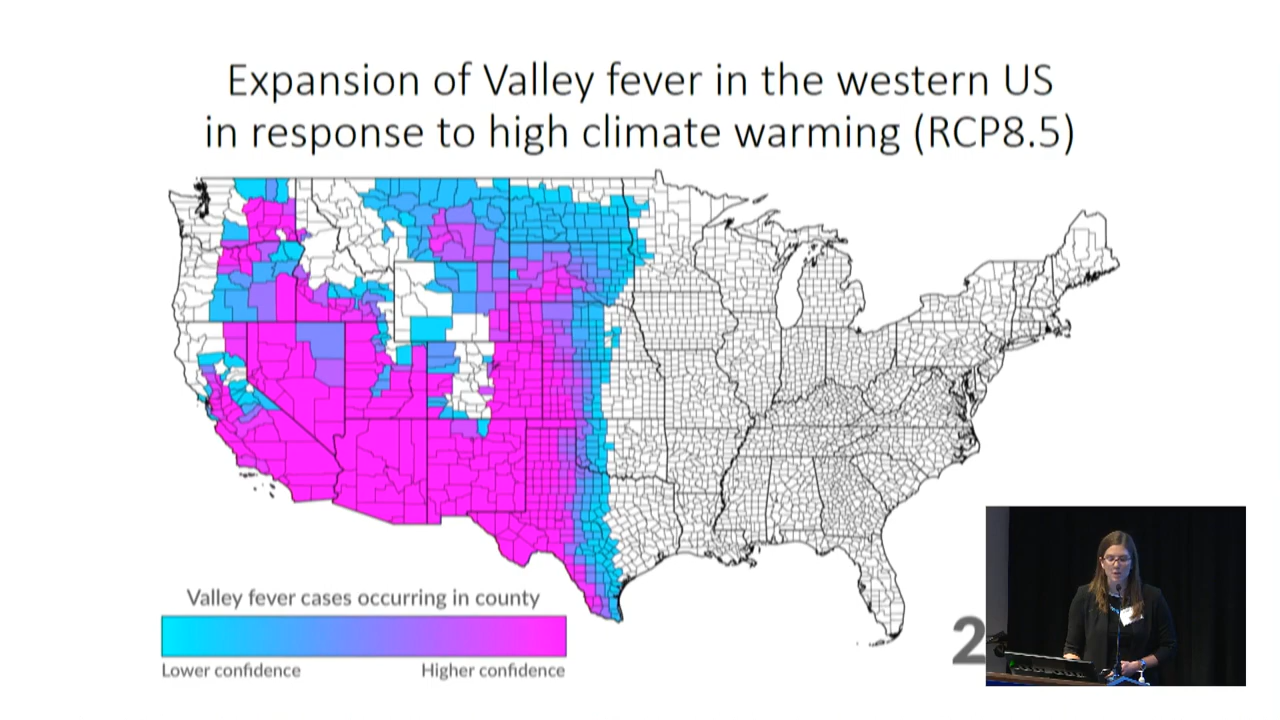 Expansion of Valley fever in the western US
in response to high climate warming (RCP8.5)
Valley fever cases occurring in county
Lower confidence
Higher confidence
2